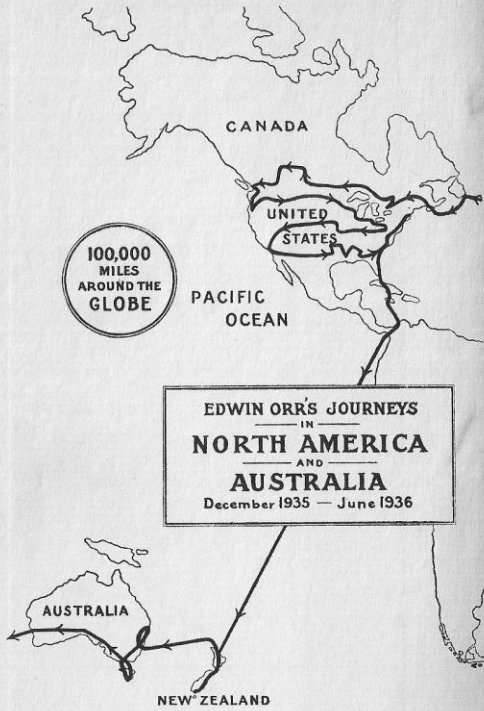 CANADA
UNITED
STATES
100,000
MILES
AROUND THE
GLOBE
PACIFIC
OCEAN
EDWIN ORR'S JOURNEYS
IN
NORTH AMERICA
AND
AUSTRALIA
December 1935 — June 1936
AUSTRALIA
NEW ZEALAND